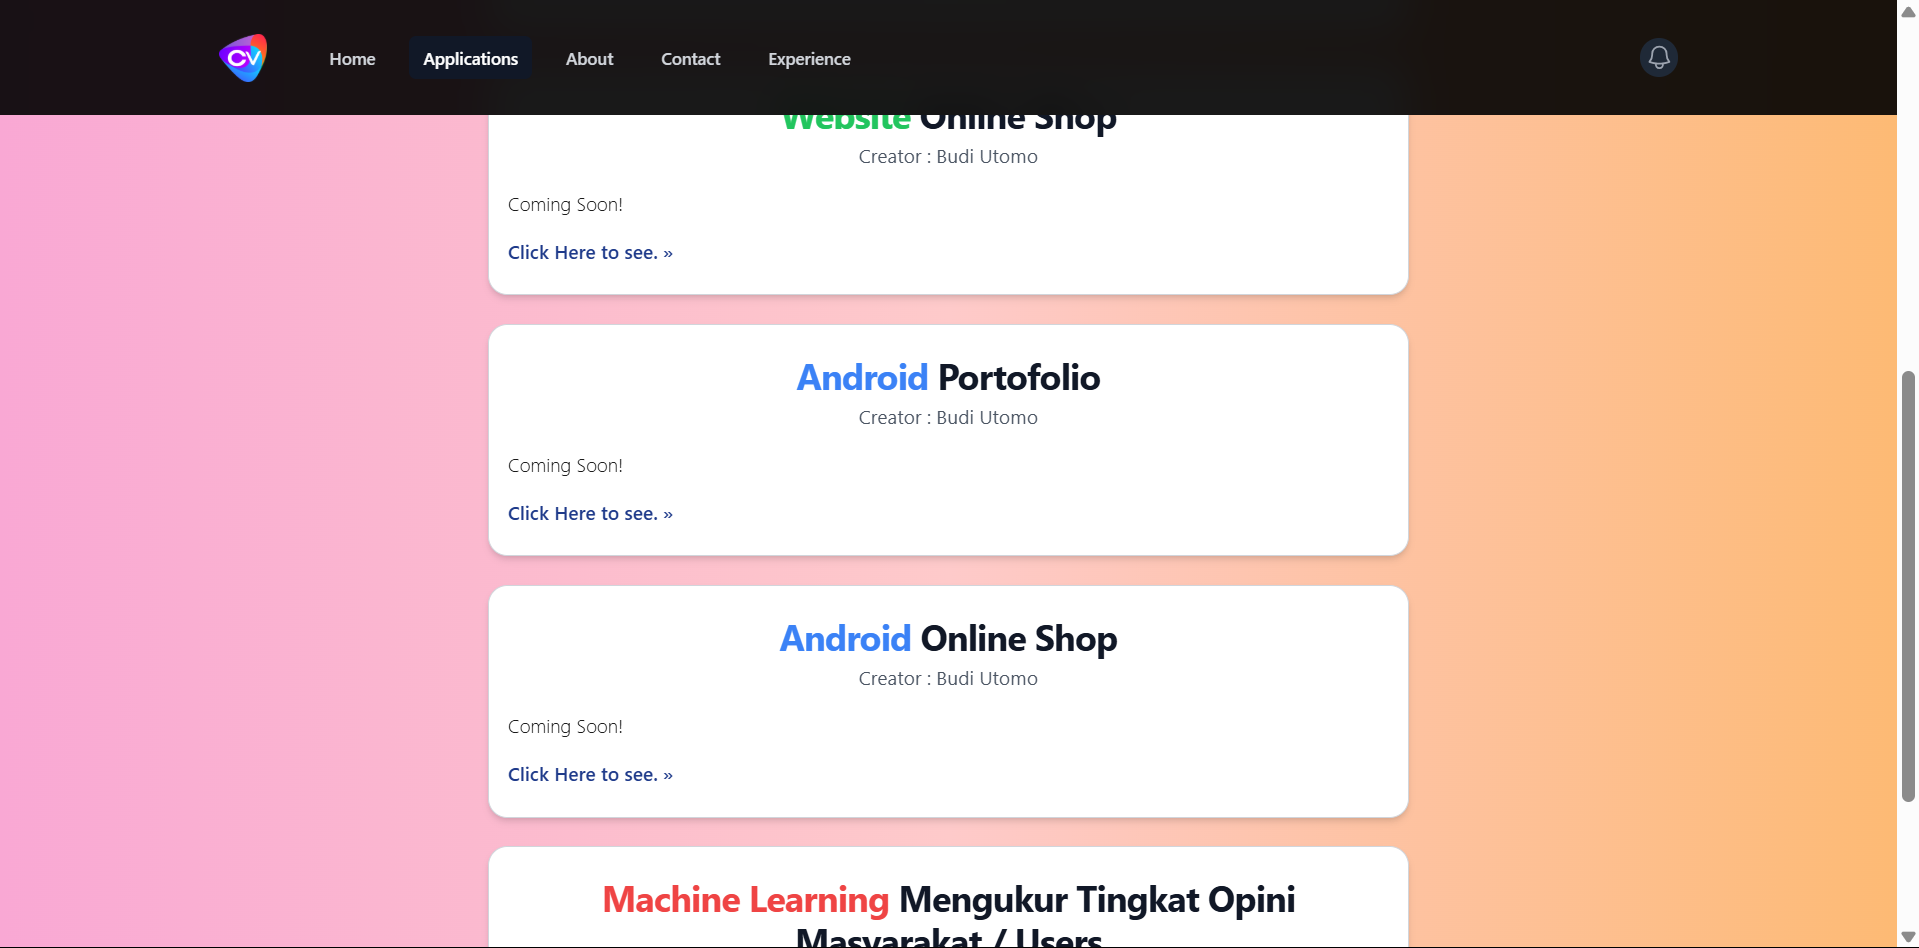 CV
Home
Applications
About
Contact
Experience
Website Online Shop
Creator : Budi Utomo
Coming Soon!
Click Here to see. »
Android Portofolio
Creator : Budi Utomo
Coming Soon!
Click Here to see. »
Android Online Shop
Creator : Budi Utomo
Coming Soon!
Click Here to see. »
Machine Learning Mengukur Tingkat Opini
Masyarakat / Users